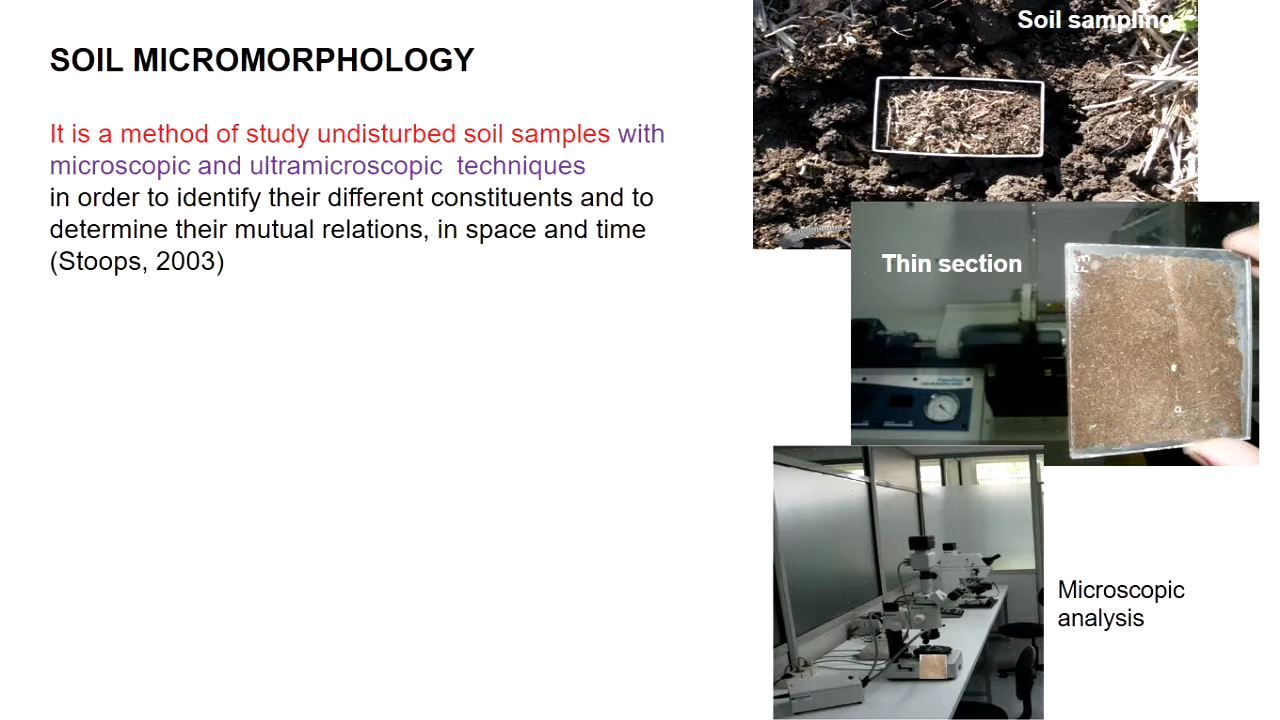 SOIL MICROMORPHOLOGY
It is a method of study undisturbed soil samples with
microscopic and ultramicroscopic techniques
in order to identify their different constituents and to
determine their mutual relations, in space and time
(Stoops, 2003)
Soil sampling
Thin section
Microscopic
analysis